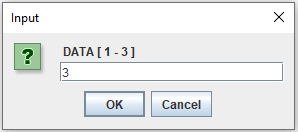 Input
?
DATA [ 1 - 3 ]
3
OK
Cancel